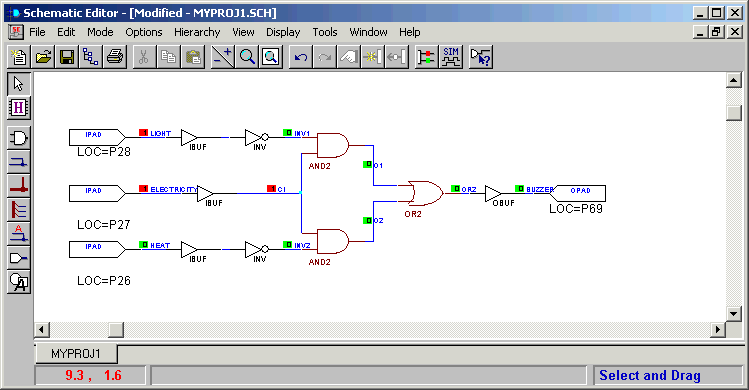 Schematic Editor - [Modified - MYPROJ1.SCH]
File Edit Mode Options Hierarchy View Display Tools Window Help
SIM
IPAD LIGHT IBUF INV INV1 AND2
LOC=P28
O1
IPAD ELECTRICITY IBUF C1 OR2 OR2 OBUF BUZZER OPAD
LOC=P27 LOC=P69
O2
IPAD HEAT IBUF INV INV2 AND2
LOC=P26
MYPROJ1
9.3 , 1.6 Select and Drag